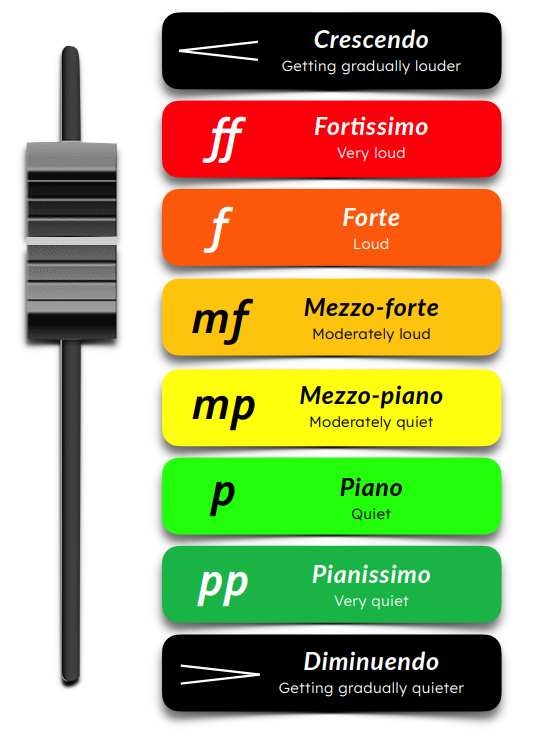 Crescendo
Getting gradually louder
ff
Fortissimo
Very loud
f
Forte
Loud
mf
Mezzo-forte
Moderately loud
mp
Mezzo-piano
Moderately quiet
p
Piano
Quiet
pp
Pianissimo
Very quiet
Diminuendo
Getting gradually quieter